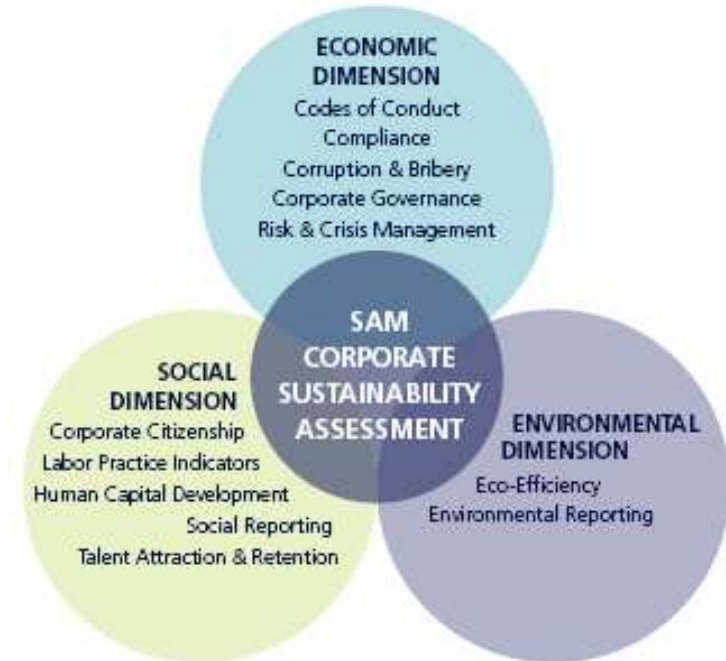 ECONOMIC
DIMENSION
Codes of Conduct
Compliance
Corruption & Bribery
Corporate Governance
Risk & Crisis Management
SAM
CORPORATE
SUSTAINABILITY
ASSESSMENT
SOCIAL
DIMENSION
Corporate Citizenship
Labor Practice Indicators
Human Capital Development
Social Reporting
Talent Attraction & Retention
ENVIRONMENTAL
DIMENSION
Eco-Efficiency
Environmental Reporting